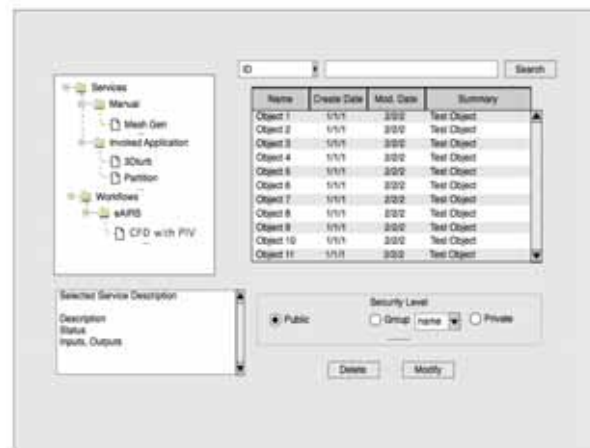 ID
Search
Services
Manual
Mesh Gen
Invoked Application
3Dturb
Partition
Workflows
eAIRS
CFD with PIV
Name Create Date Mod. Date Summary
Object 1 1/1/1 2/2/2 Test Object
Object 2 1/1/1 2/2/2 Test Object
Object 3 1/1/1 2/2/2 Test Object
Object 4 1/1/1 2/2/2 Test Object
Object 5 1/1/1 2/2/2 Test Object
Object 6 1/1/1 2/2/2 Test Object
Object 7 1/1/1 2/2/2 Test Object
Object 8 1/1/1 2/2/2 Test Object
Object 9 1/1/1 2/2/2 Test Object
Object 10 1/1/1 2/2/2 Test Object
Object 11 1/1/1 2/2/2 Test Object
Selected Service Description
Description
Status
Inputs, Outputs
Security Level
Public Group name Private
Delete Modify